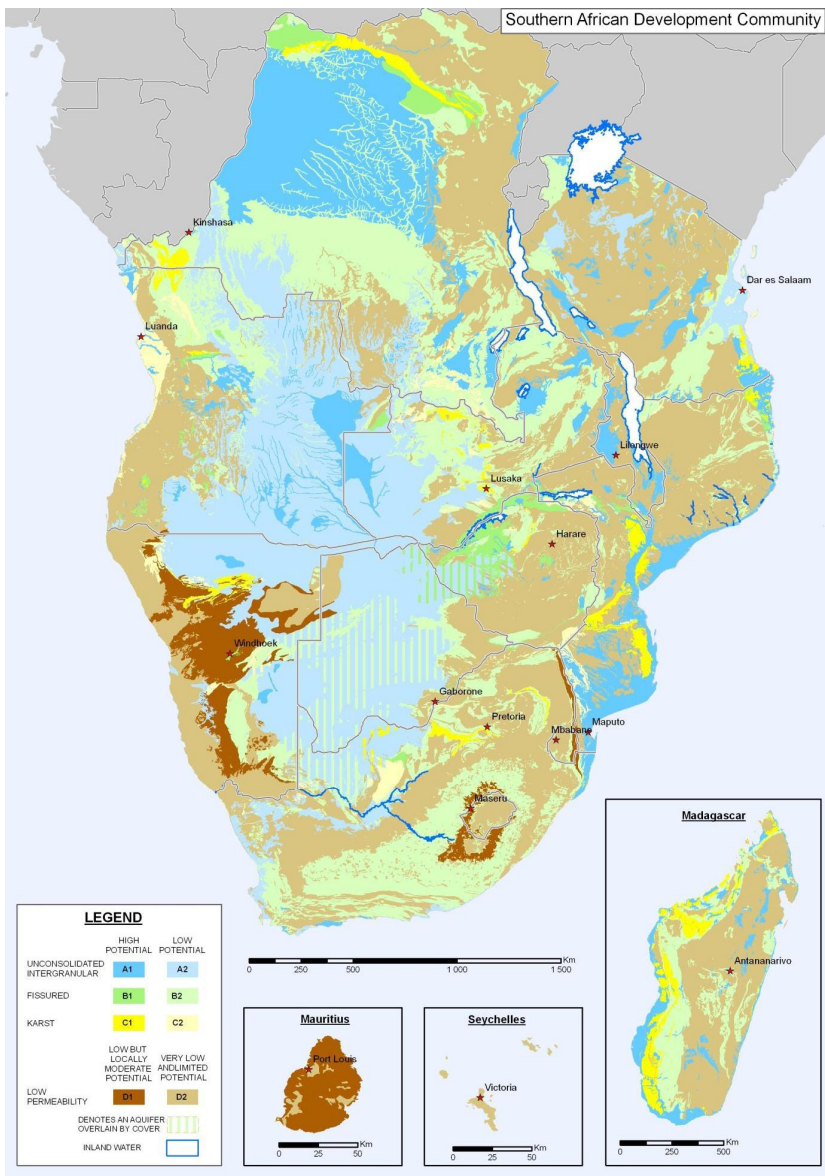 Southern African Development Community
Kinshasa
Dar es Salaam
Luanda
Lilongwe
Lusaka
Harare
Windhoek
Gaborone
Pretoria
Mbabane
Maputo
Maseru
LEGEND
HIGH POTENTIAL
LOW POTENTIAL
UNCONSOLIDATED INTERGRANULAR
A1
A2
FISSURED
B1
B2
KARST
C1
C2
LOW BUT LOCALLY MODERATE POTENTIAL
VERY LOW ANDLIMITED POTENTIAL
LOW PERMEABILITY
D1
D2
DENOTES AN AQUIFER OVERLAIN BY COVER
INLAND WATER
Km
0 250 500 1 000 1 500
Mauritius
Port Louis
Km
0 25 50
Seychelles
Victoria
Km
0 25 50
Madagascar
Antananarivo
Km
0 250 500